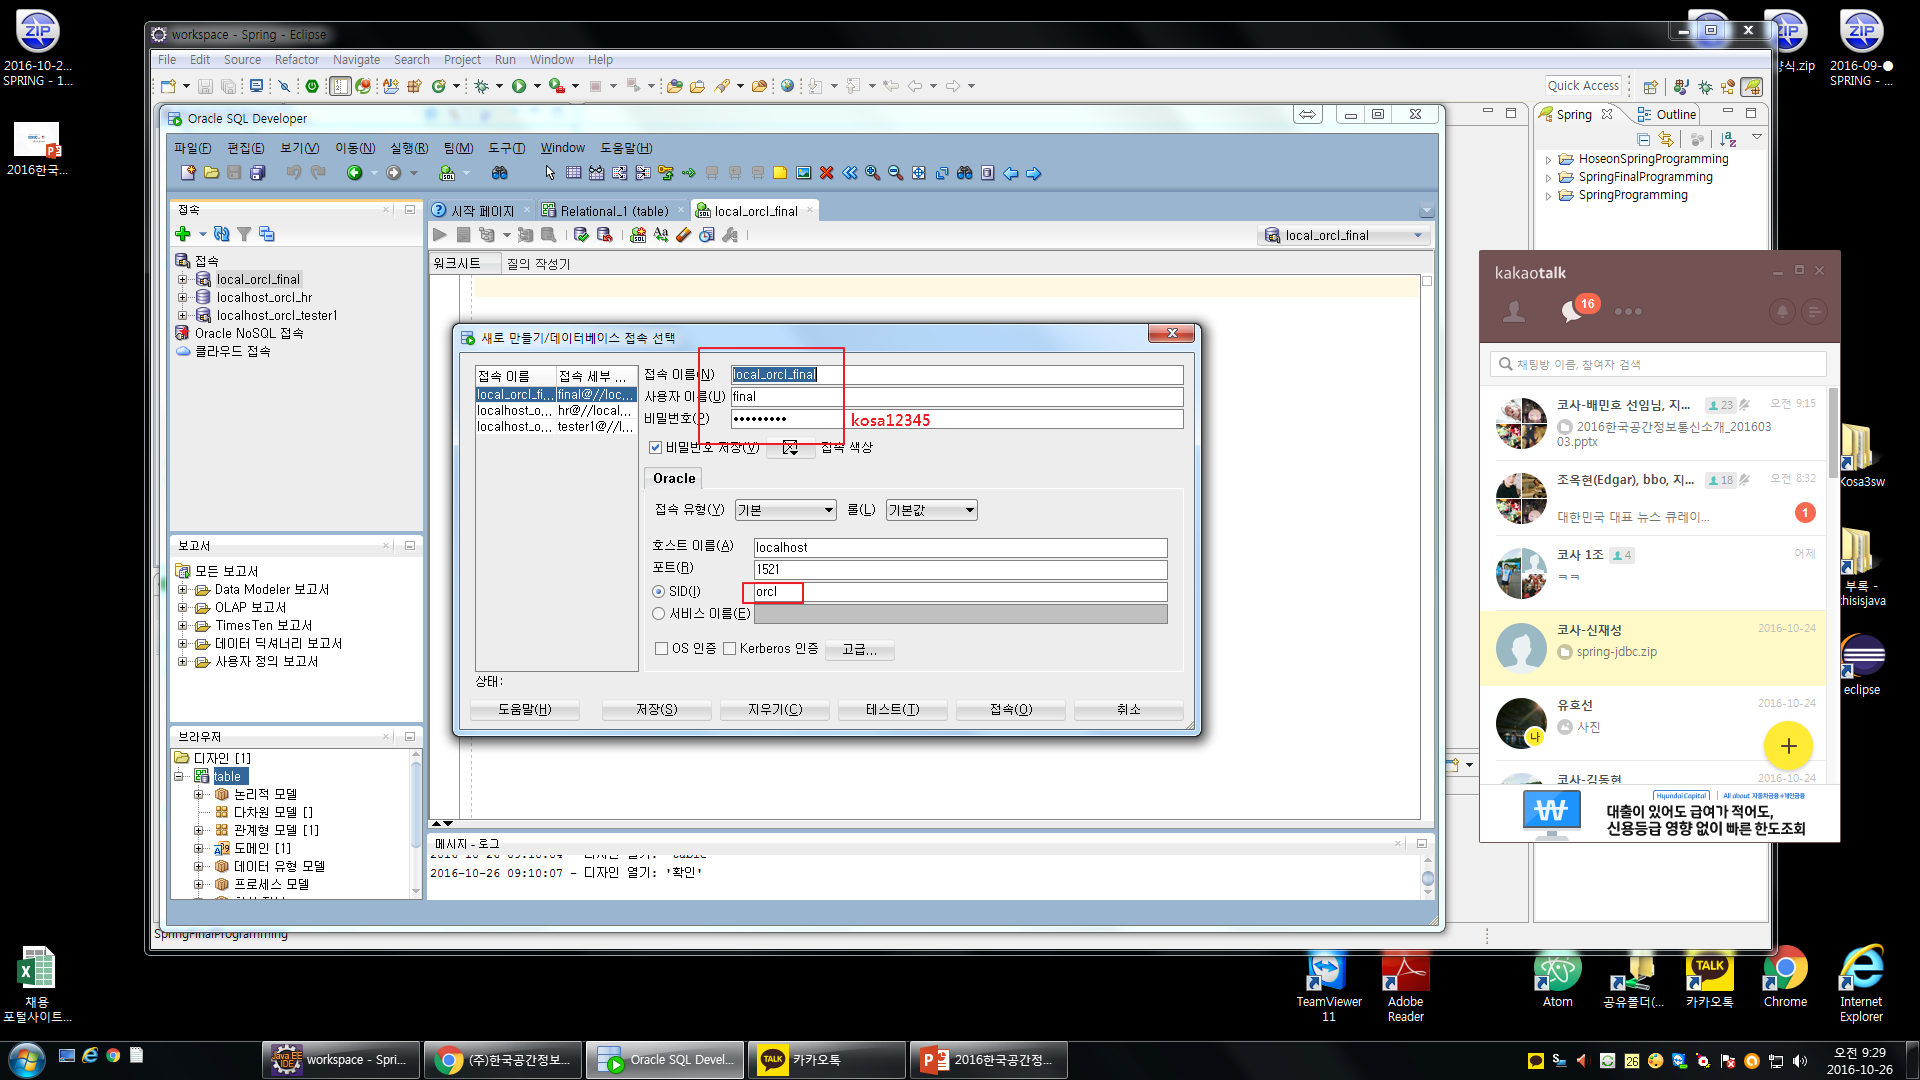 2016-10-2...
SPRING - 1...
2016한국...
workspace - Spring - Eclipse
File Edit Source Refactor Navigate Search Project Run Window Help
Quick Access
Oracle SQL Developer
파일(F) 편집(E) 보기(V) 이동(N) 실행(R) 팀(M) 도구(T) Window 도움말(H)
접속
접속
local_orcl_final
localhost_orcl_hr
localhost_orcl_tester1
Oracle NoSQL 접속
클라우드 접속
시작 페이지
Relational_1 (table)
local_orcl_final
local_orcl_final
워크시트
질의 작성기
새로 만들기/데이터베이스 접속 선택
접속 이름 접속 세부 ...
local_orcl_fi... final@//loc...
localhost_o... hr@//local...
localhost_o... tester1@//l...
접속 이름(N) local_orcl_final
사용자 이름(U) final
비밀번호(P) •••••••••
kosa12345
비밀번호 저장(V) 접속 색상
Oracle
접속 유형(Y) 기본 롤(L) 기본값
호스트 이름(A) localhost
포트(R) 1521
SID(I) orcl
서비스 이름(E)
OS 인증 Kerberos 인증 고급...
상태:
도움말(H) 저장(S) 지우기(C) 테스트(T) 접속(O) 취소
보고서
모든 보고서
Data Modeler 보고서
OLAP 보고서
TimesTen 보고서
데이터 딕셔너리 보고서
사용자 정의 보고서
브라우저
디자인 [1]
table
논리적 모델
다차원 모델 []
관계형 모델 [1]
도메인 [1]
데이터 유형 모델
프로세스 모델
메시지 - 로그
2016-10-26 09:10:07 - 디자인 열기: '확인'
SpringFinalProgramming
Spring
Outline
HoseonSpringProgramming
SpringFinalProgramming
SpringProgramming
kakaotalk
16
채팅방 이름, 참여자 검색
코사-배민호 선임님, 지... 23 오전 9:15
2016한국공간정보통신소개_201603
03.pptx
조옥현(Edgar), bbo, 지... 18 오전 8:32
대한민국 대표 뉴스 큐레이... 1
코사 1조 4 어제
ㅋㅋ
코사-신재성 2016-10-24
spring-jdbc.zip
유호선 2016-10-24
나
사진
코사-김동현 2016-10-24
Hyundai Capital All about 자동차금융+개인금융
대출이 있어도 급여가 적어도,
신용등급 영향 없이 빠른 한도조회
ZIP
양식.zip
2016-09-
SPRING - ...
Kosa3sw
부록 -
thisisjava
eclipse
채용
포털사이트...
TeamViewer
11
Adobe
Reader
Atom
공유폴더(...
TALK
카카오톡
Chrome
Internet
Explorer
Java EE
IDE
workspace - Spri...
(주)한국공간정보...
Oracle SQL Devel...
TALK
카카오톡
2016한국공간정...
26
오전 9:29
2016-10-26